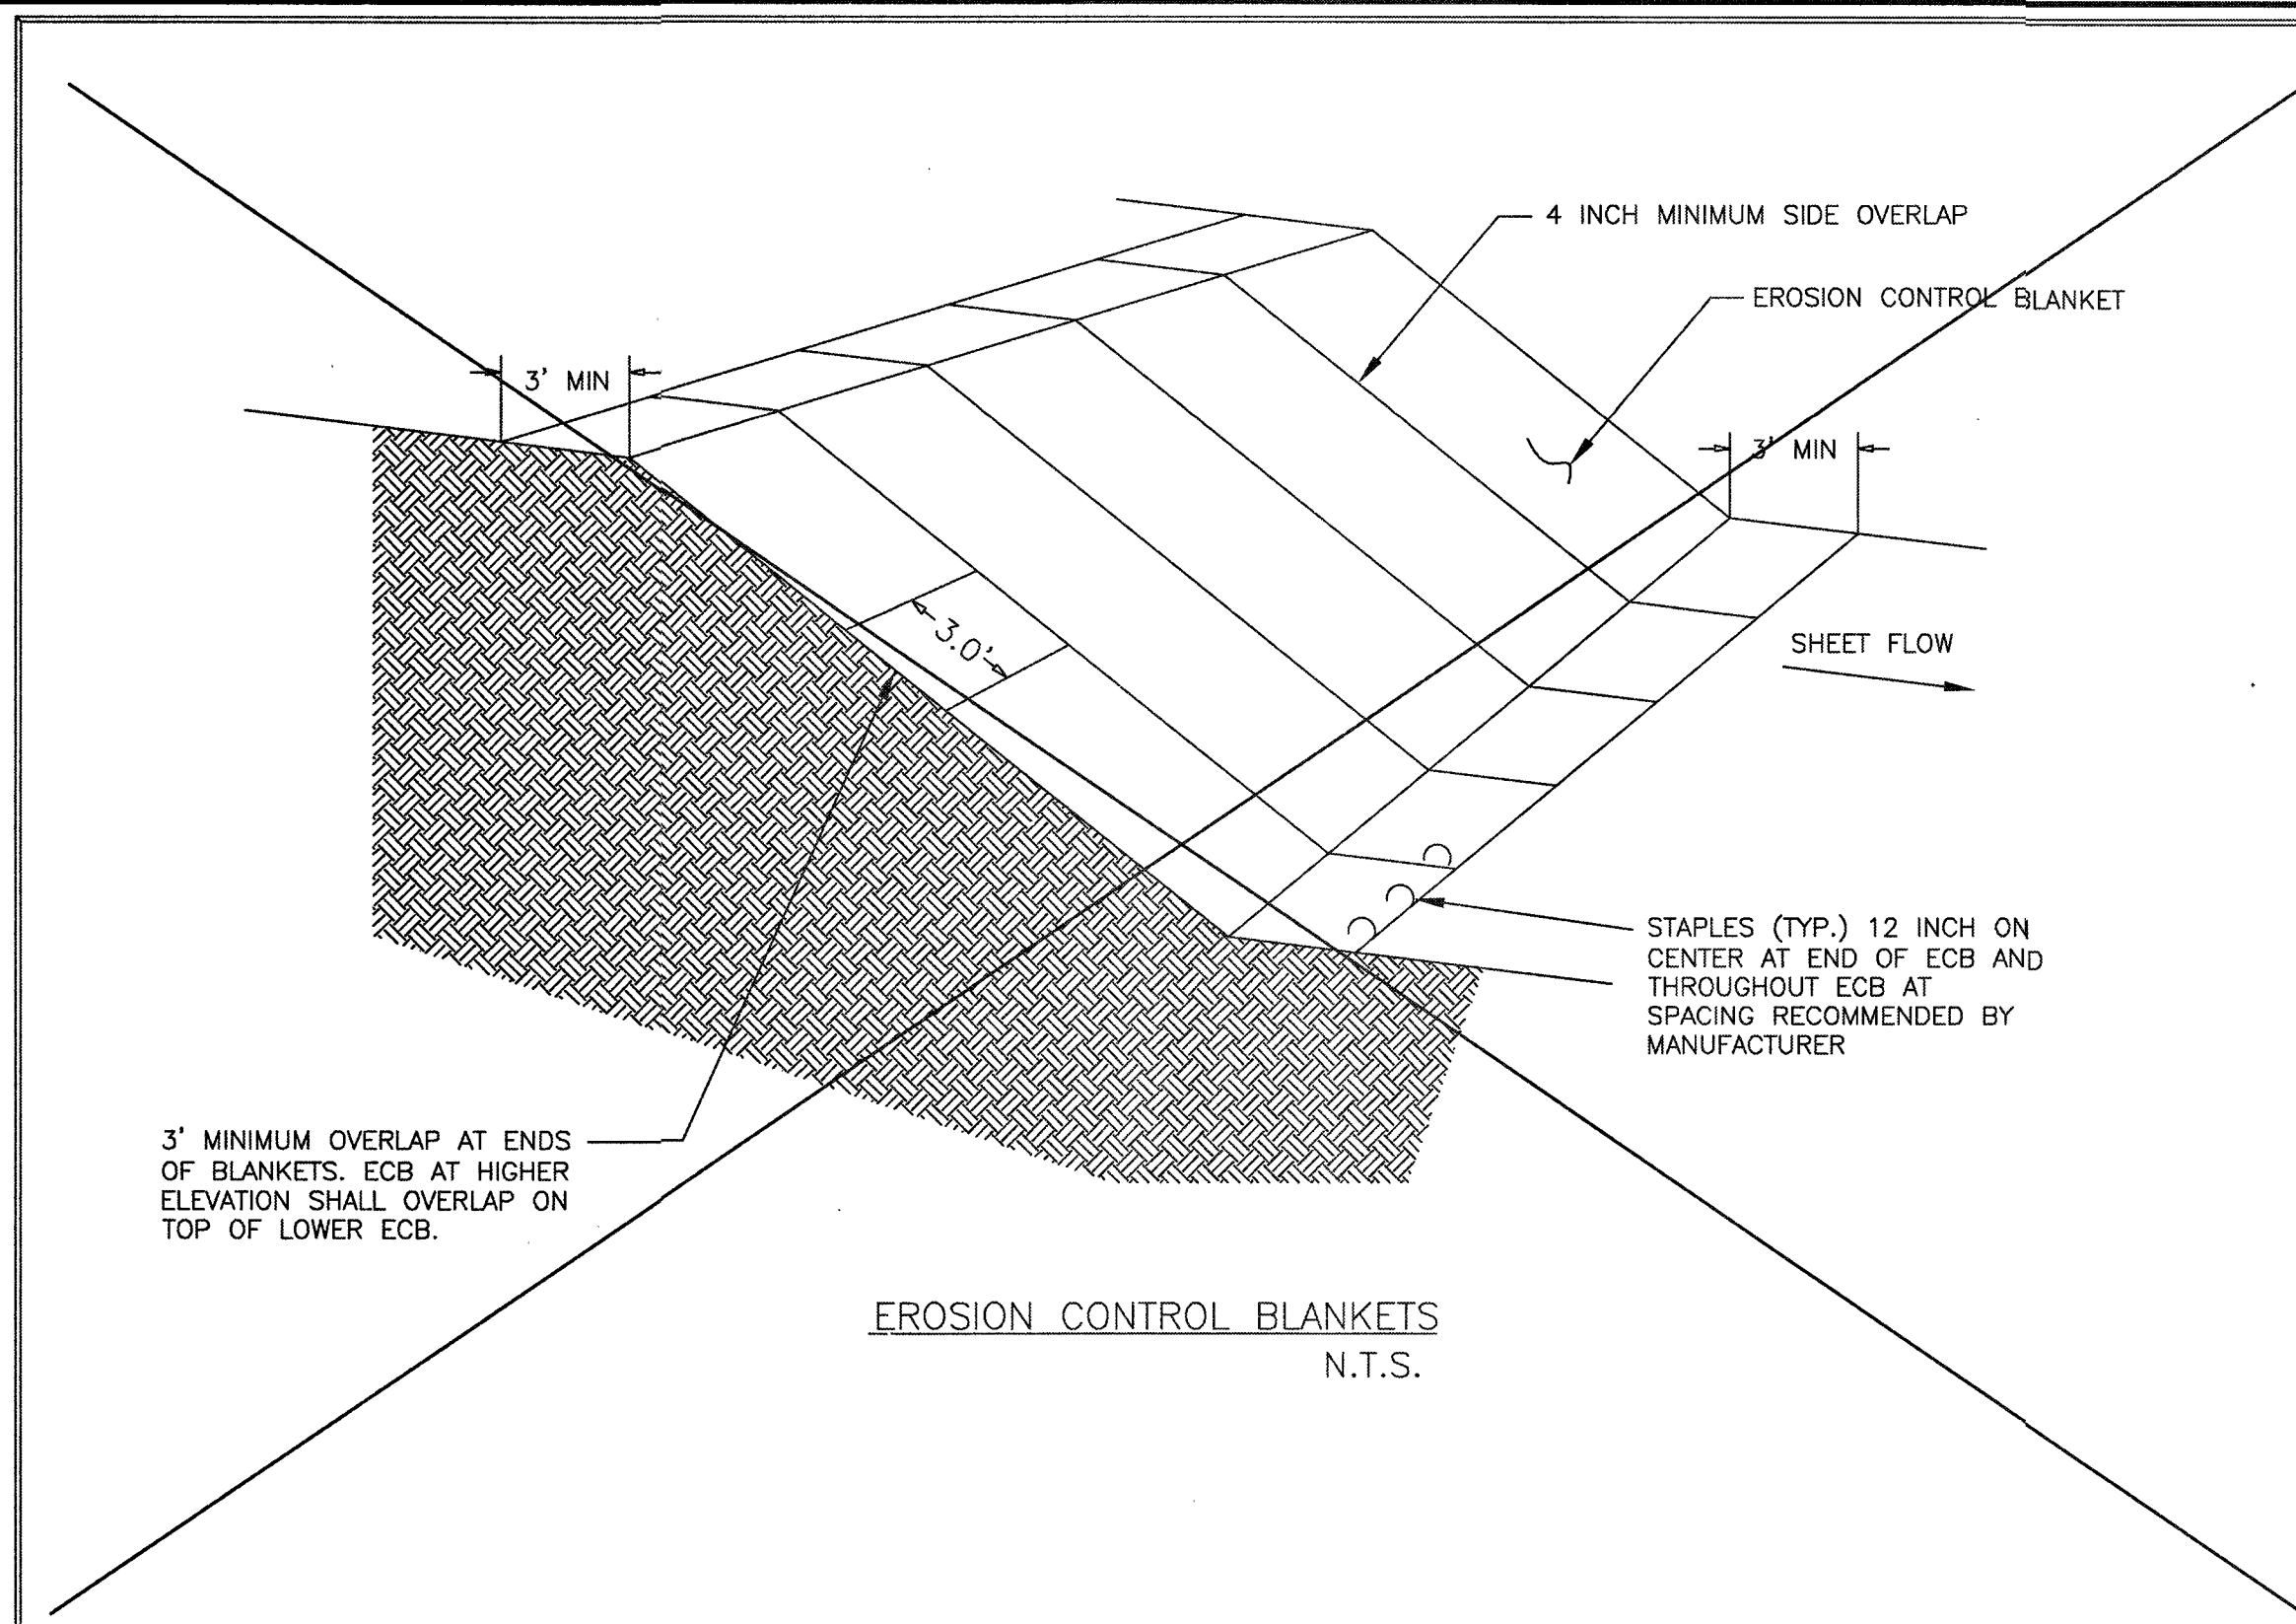 4 INCH MINIMUM SIDE OVERLAP
EROSION CONTROL BLANKET
3' MIN
3' MIN
3.0'
SHEET FLOW
STAPLES (TYP.) 12 INCH ON
CENTER AT END OF ECB AND
THROUGHOUT ECB AT
SPACING RECOMMENDED BY
MANUFACTURER
3' MINIMUM OVERLAP AT ENDS
OF BLANKETS. ECB AT HIGHER
ELEVATION SHALL OVERLAP ON
TOP OF LOWER ECB.
EROSION CONTROL BLANKETS
N.T.S.